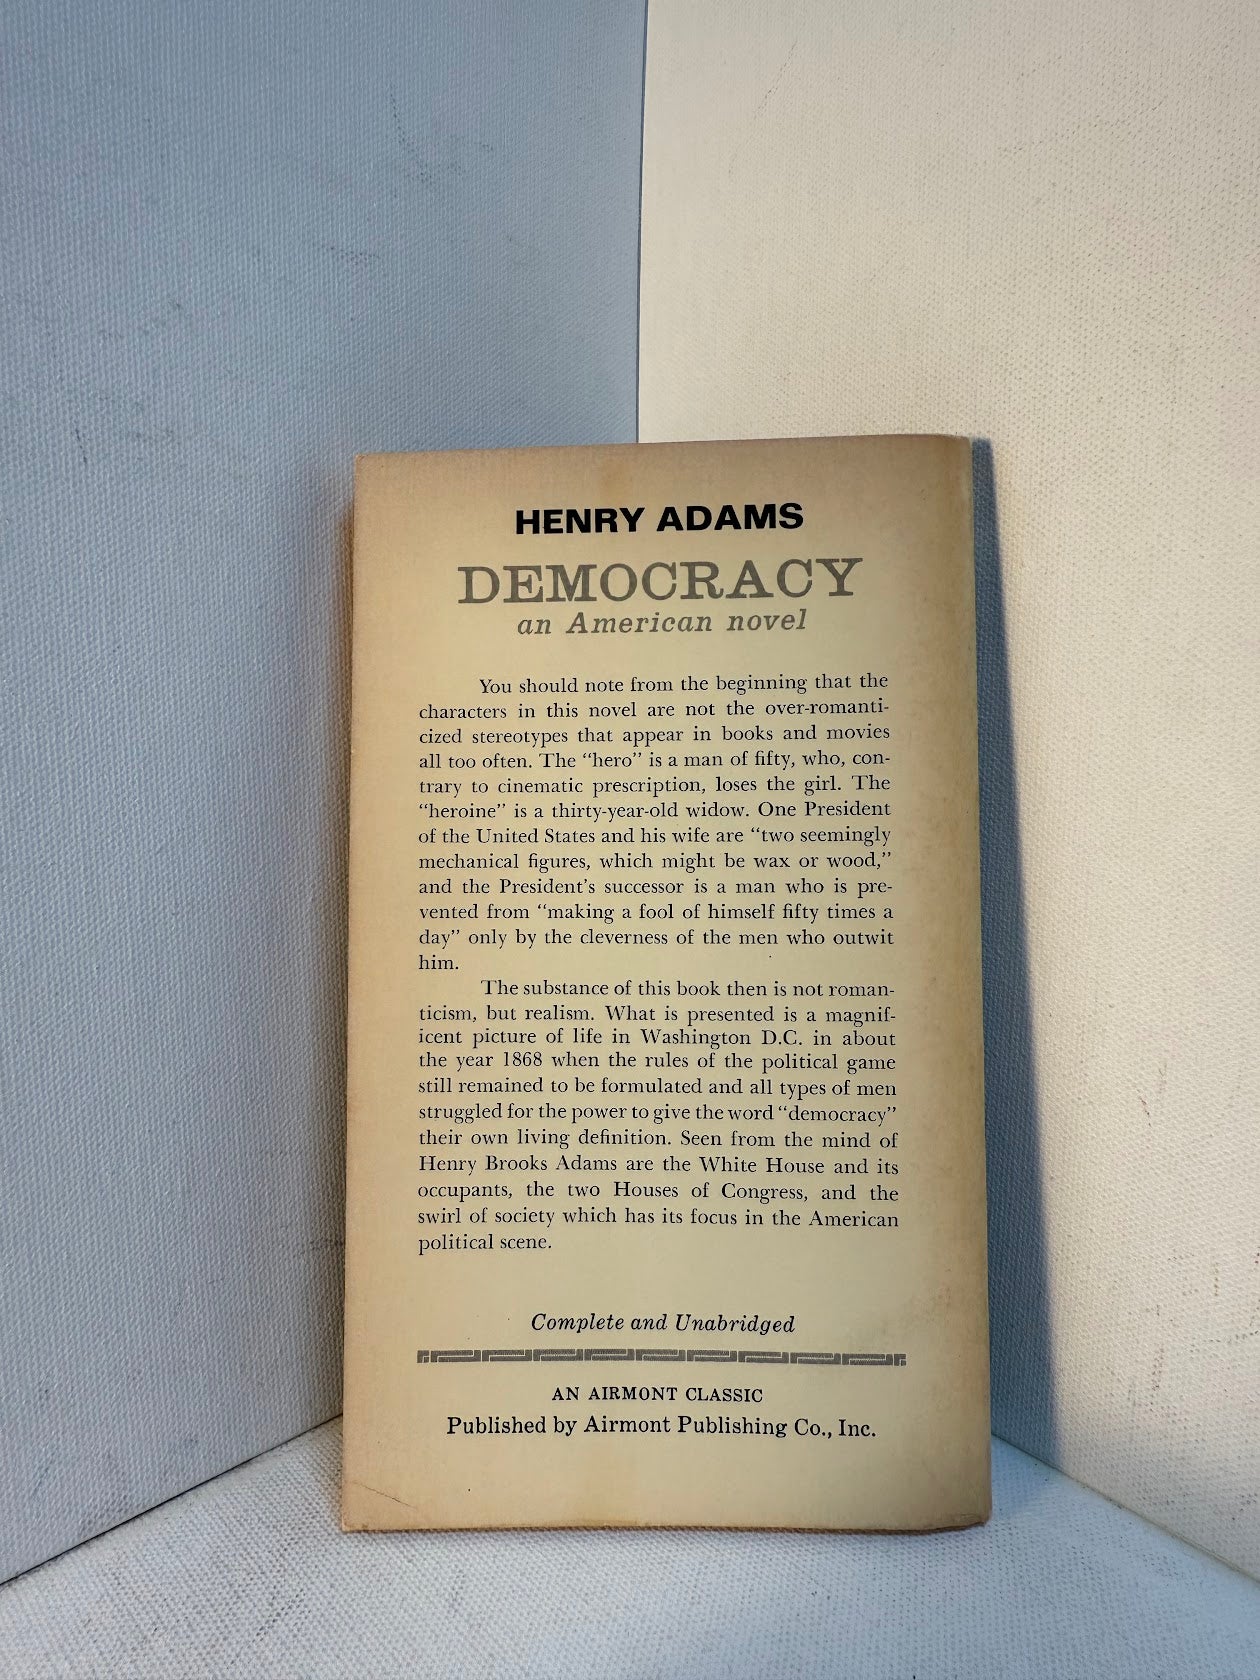 HENRY ADAMS
DEMOCRACY
an American novel
You should note from the beginning that the
characters in this novel are not the over-romanti-
cized stereotypes that appear in books and movies
all too often. The “hero” is a man of fifty, who, con-
trary to cinematic prescription, loses the girl. The
“heroine” is a thirty-year-old widow. One President
of the United States and his wife are “two seemingly
mechanical figures, which might be wax or wood,”
and the President’s successor is a man who is pre-
vented from “making a fool of himself fifty times a
day” only by the cleverness of the men who outwit
him.
The substance of this book then is not roman-
ticism, but realism. What is presented is a magnif-
icent picture of life in Washington D.C. in about
the year 1868 when the rules of the political game
still remained to be formulated and all types of men
struggled for the power to give the word “democracy”
their own living definition. Seen from the mind of
Henry Brooks Adams are the White House and its
occupants, the two Houses of Congress, and the
swirl of society which has its focus in the American
political scene.
Complete and Unabridged
AN AIRMONT CLASSIC
Published by Airmont Publishing Co., Inc.